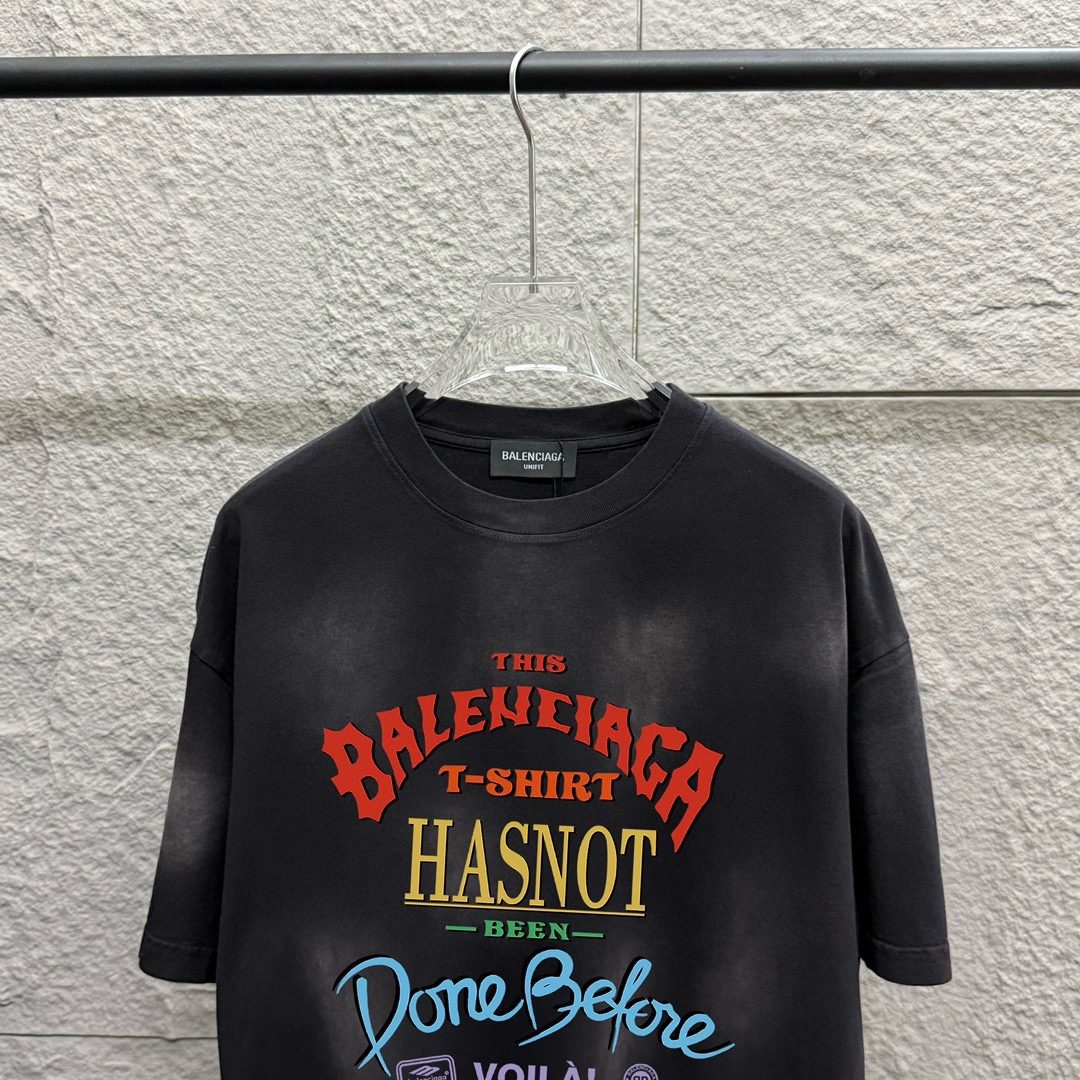 BALENCIAGA
UNIFIT
THIS
BALENCIAGA
T-SHIRT
HASNOT
— BEEN —
Done Before
VOILÀ!